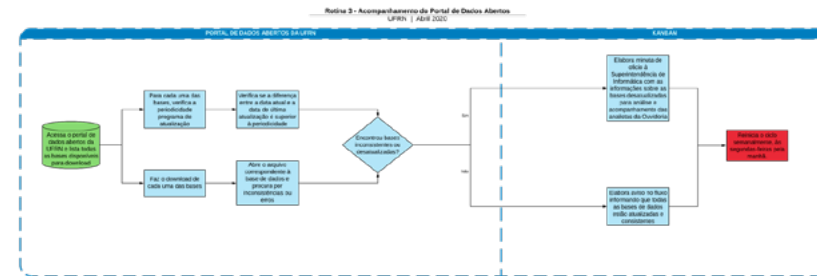 Rotina 3 - Acompanhamento do Portal de Dados Abertos
UFRN | Abril 2020
PORTAL DE DADOS ABERTOS DA UFRN
KANBAN
Acessa o portal de
dados abertos da
UFRN e lista todas
as bases disponíveis
para download
Para cada uma das
bases, verifica a
periodicidade
programa de
atualização
Verifica se a diferença
entre a data atual e a
data de última
atualização é superior
à periodicidade
Faz o download de
cada uma das bases
Abre o arquivo
correspondente à
base de dados e
procura por
inconsistências ou
erros
Encontrou bases
inconsistentes ou
desatualizadas?
Sim
Não
Elabora minuta de
ofício à
Superintendência de
Informática com as
informações sobre as
bases desatualizadas
para análise e
acompanhamento dos
analistas da Ouvidoria
Elabora aviso no fluxo
informando que todas
as bases de dados
estão atualizadas e
consistentes
Reinicia o ciclo
semanalmente, às
segundas-feiras pela
manhã.